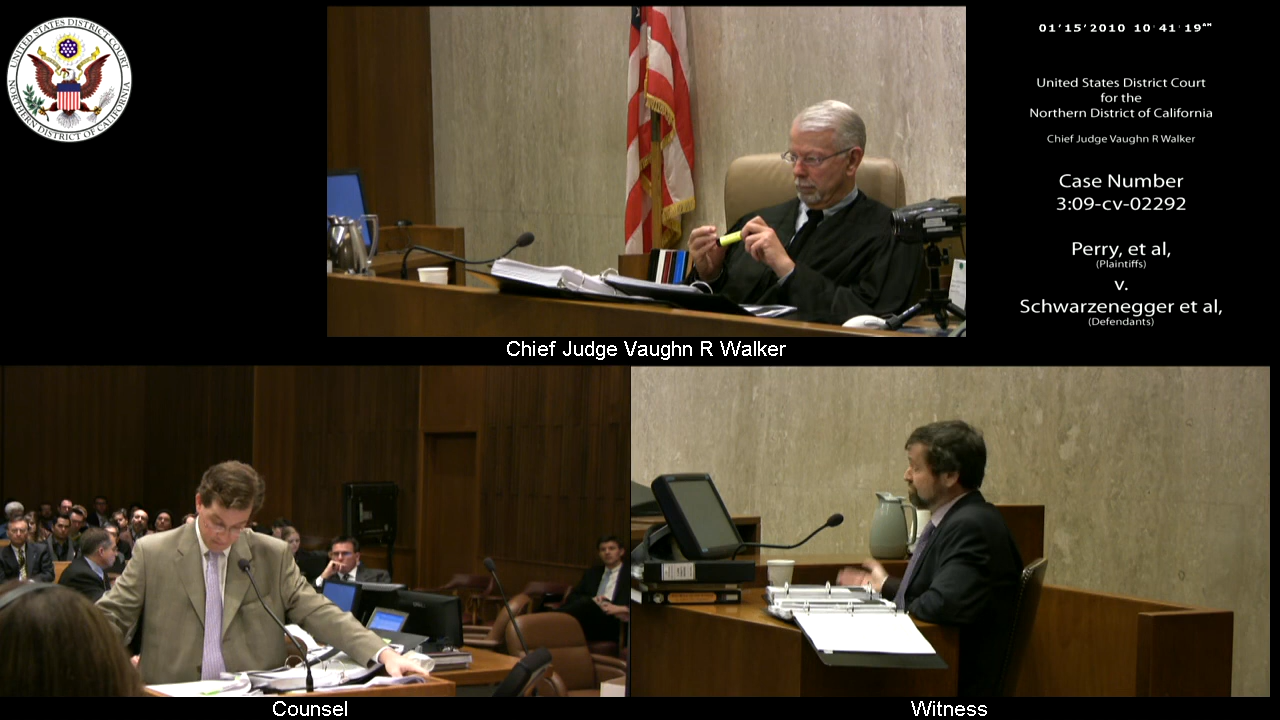 UNITED STATES DISTRICT COURT
NORTHERN DISTRICT OF CALIFORNIA
01'15'2010 10:41:19 AM
United States District Court
for the
Northern District of California
Chief Judge Vaughn R Walker
Case Number
3:09-cv-02292
Perry, et al,
(Plaintiffs)
v.
Schwarzenegger et al,
(Defendants)
Chief Judge Vaughn R Walker
Counsel
Witness